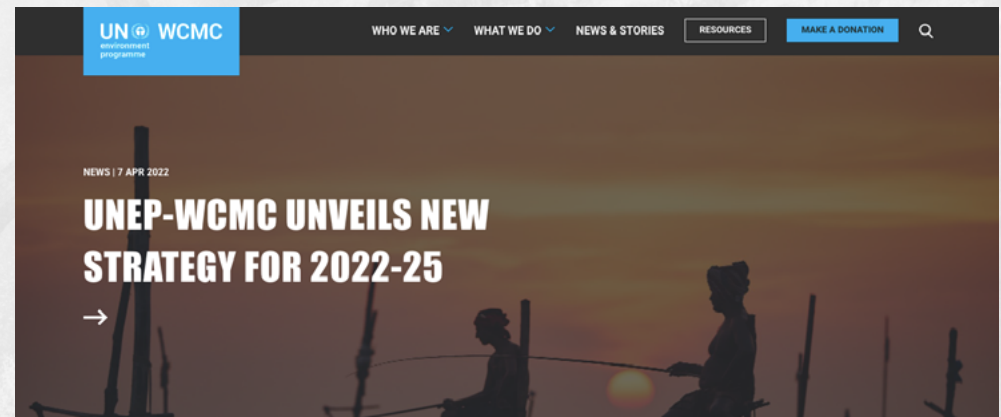 UN WCMC
environment
programme
WHO WE ARE
WHAT WE DO
NEWS & STORIES
RESOURCES
MAKE A DONATION
NEWS | 7 APR 2022
UNEP-WCMC UNVEILS NEW
STRATEGY FOR 2022-25